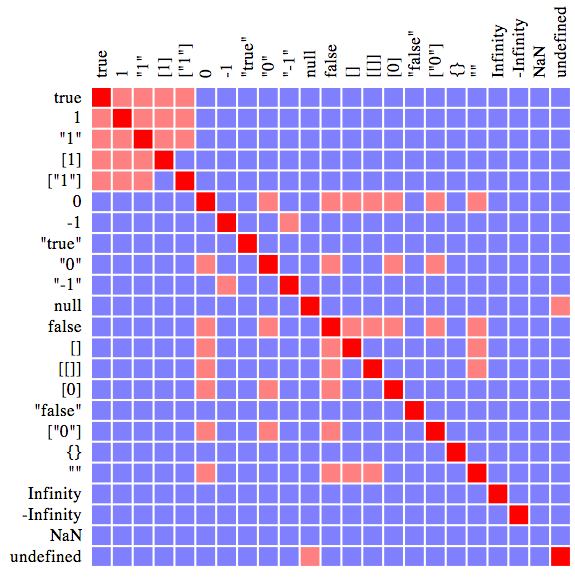 true
1
"1"
[1]
["1"]
0
-1
"true"
"0"
"-1"
null
false
[]
[[]]
[0]
"false"
["0"]
{}
""
Infinity
-Infinity
NaN
undefined
true
1
"1"
[1]
["1"]
0
-1
"true"
"0"
"-1"
null
false
[]
[[]]
[0]
"false"
["0"]
{}
""
Infinity
-Infinity
NaN
undefined